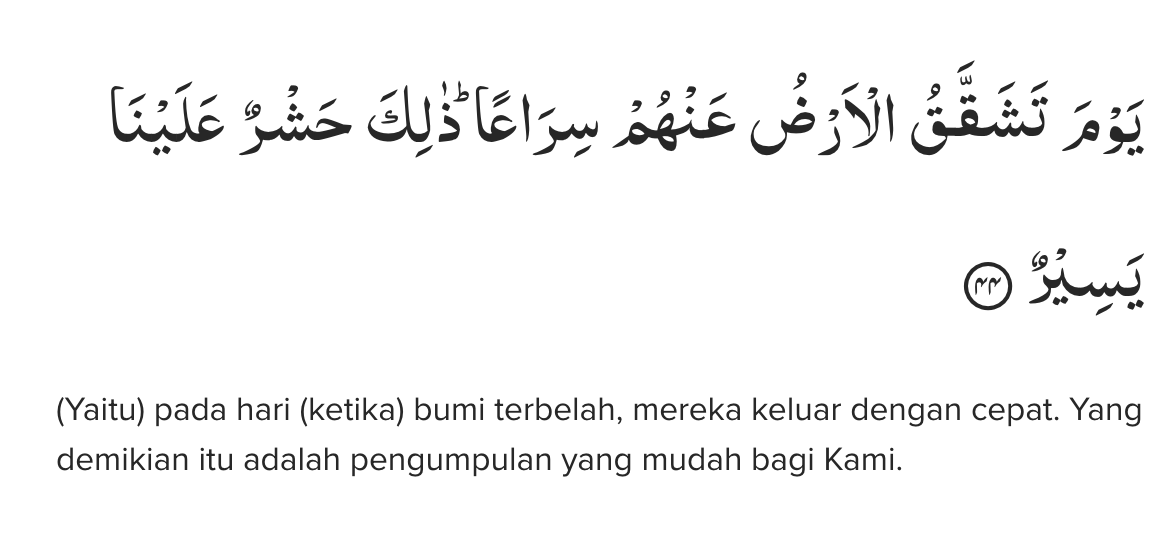 يَوْمَ تَشَقَّقُ الْاَرْضُ عَنْهُمْ سِرَاعًا ۗذٰلِكَ حَشْرٌ عَلَيْنَا
يَسِيْرٌ ۴۴
(Yaitu) pada hari (ketika) bumi terbelah, mereka keluar dengan cepat. Yang
demikian itu adalah pengumpulan yang mudah bagi Kami.